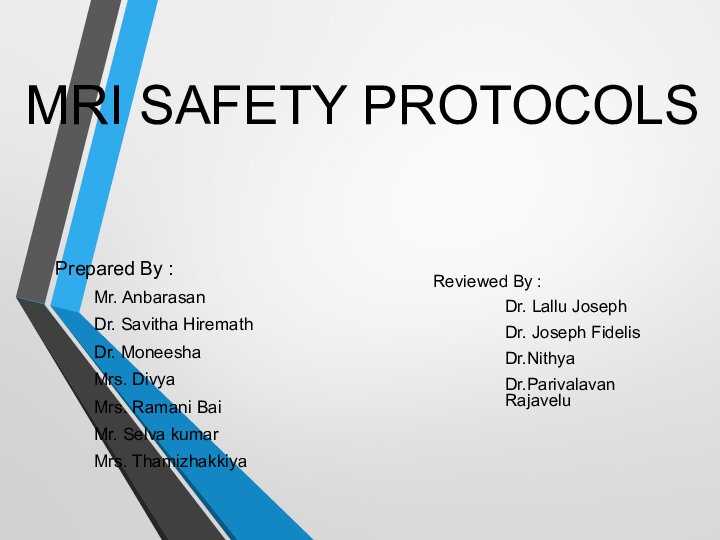 MRI SAFETY PROTOCOLS
Prepared By :
Mr. Anbarasan
Dr. Savitha Hiremath
Dr. Moneesha
Mrs. Divya
Mrs. Ramani Bai
Mr. Selva kumar
Mrs. Thamizhakkiya
Reviewed By :
Dr. Lallu Joseph
Dr. Joseph Fidelis
Dr.Nithya
Dr.Parivalavan
Rajavelu